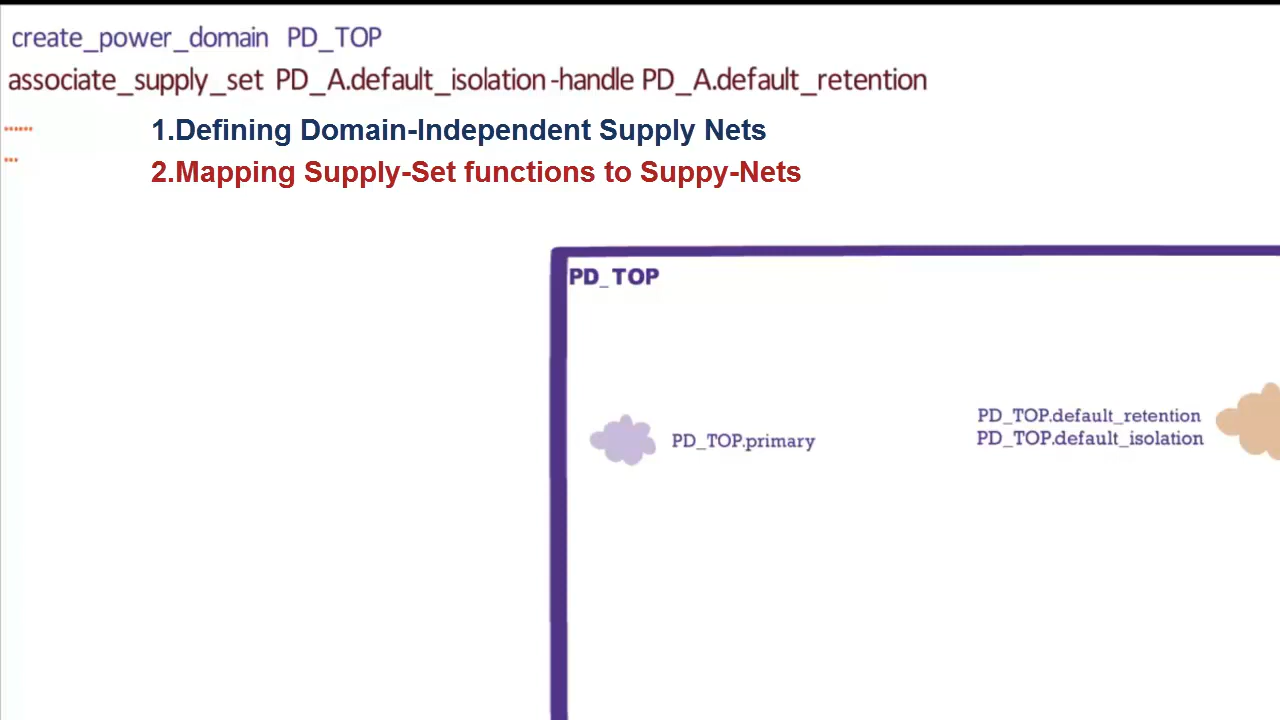 create_power_domain PD_TOP
associate_supply_set PD_A.default_isolation -handle PD_A.default_retention
......
1.Defining Domain-Independent Supply Nets
...
2.Mapping Supply-Set functions to Suppy-Nets
PD_TOP
PD_TOP.primary
PD_TOP.default_retention
PD_TOP.default_isolation